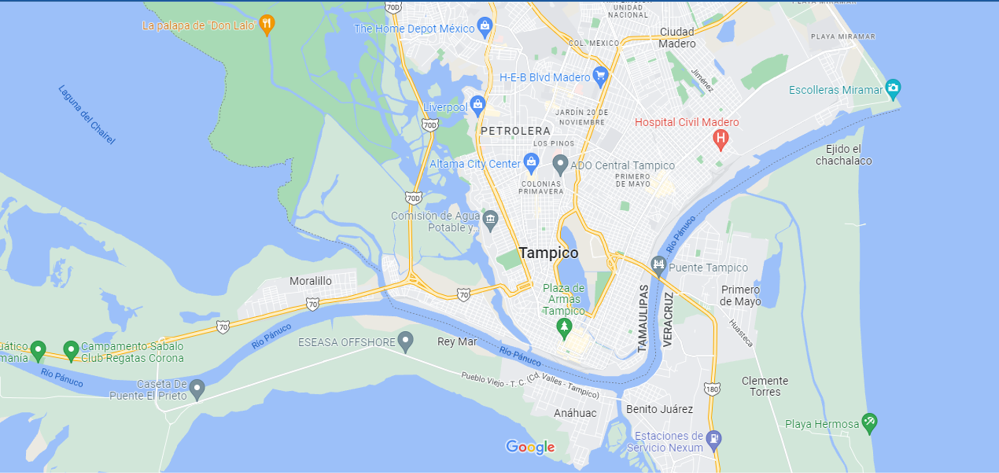 70D
UNIDAD
NACIONAL
PLAYA MIRAMAR
La palapa de "Don Lalo"
The Home Depot México
Ciudad
Madero
COL. MEXICO
PLAYA MIRAMAR
H-E-B Blvd Madero
Jiménez
Escolleras Miramar
Laguna del Chairel
Liverpool
JARDÍN 20 DE
NOVIEMBRE
70D
Hospital Civil Madero
H
PETROLERA
LOS PINOS
Ejido el
chachalaco
Altama City Center
ADO Central Tampico
PRIMERO
DE MAYO
COLONIAS
PRIMAVERA
70D
Comisión de Agua
Potable y...
Río Pánuco
Tampico
Puente Tampico
Moralillo
70
70
Plaza de
Armas
Tampico
TAMAULIPAS
VERACRUZ
Primero
de Mayo
70
Huasteca
Río Pánuco
ESEASA OFFSHORE
Rey Mar
Río Pánuco
uático
manía
Campamento Sabalo
Club Regatas Corona
Río Pánuco
Caseta De
Puente El Prieto
Pueblo Viejo - T. C. (Cd. Valles - Tampico)
180
Clemente
Torres
Anáhuac
Benito Juárez
Playa Hermosa
Estaciones de
Servicio Nexum
Google